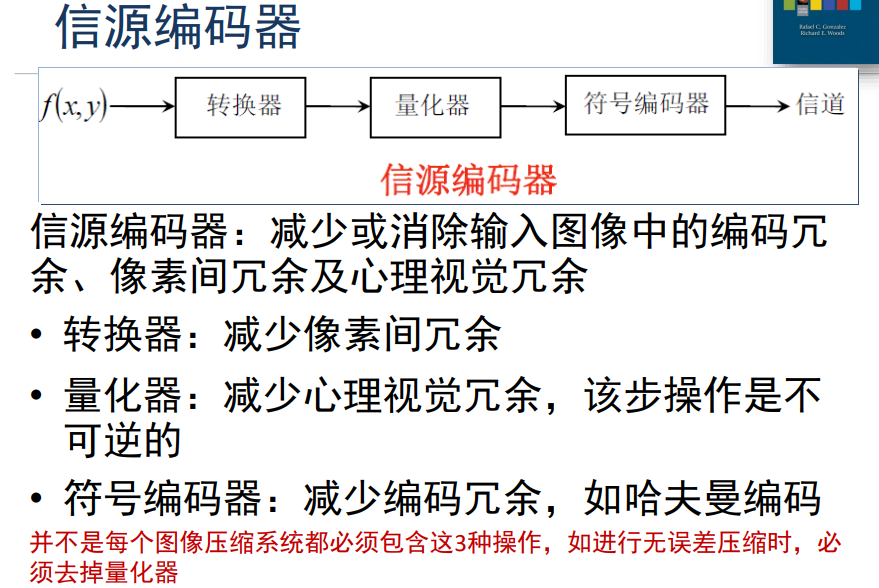 信源编码器
Rafael C. Gonzalez
Richard E. Woods
f(x,y) 转换器 量化器 符号编码器 信道
信源编码器
信源编码器：减少或消除输入图像中的编码冗
余、像素间冗余及心理视觉冗余
• 转换器：减少像素间冗余
• 量化器：减少心理视觉冗余，该步操作是不
可逆的
• 符号编码器：减少编码冗余，如哈夫曼编码
并不是每个图像压缩系统都必须包含这3种操作，如进行无误差压缩时，必
须去掉量化器